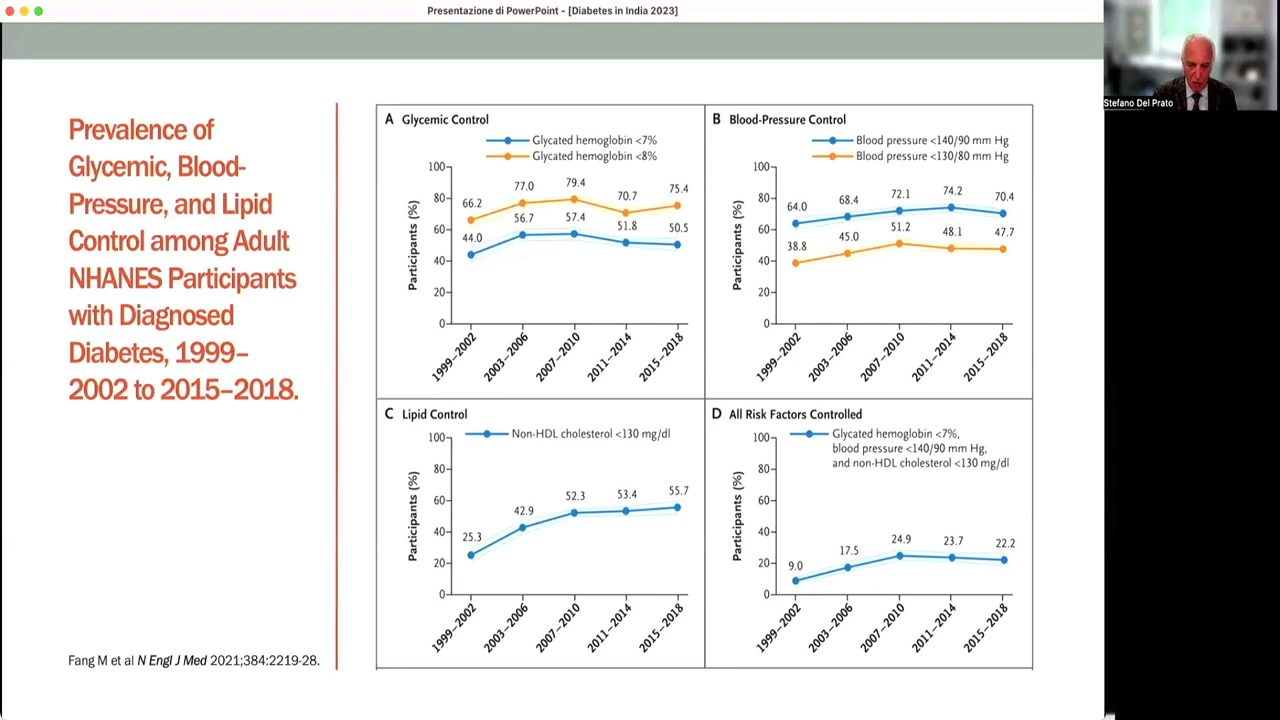 Presentazione di PowerPoint - [Diabetes in India 2023]
Stefano Del Prato
Prevalence of
Glycemic, Blood-
Pressure, and Lipid
Control among Adult
NHANES Participants
with Diagnosed
Diabetes, 1999–
2002 to 2015–2018.
Fang M et al N Engl J Med 2021;384:2219-28.
A Glycemic Control
Glycated hemoglobin <7%
Glycated hemoglobin <8%
Participants (%)
100
80
60
40
20
0
66.2
77.0
79.4
70.7
75.4
44.0
56.7
57.4
51.8
50.5
1999–2002
2003–2006
2007–2010
2011–2014
2015–2018
B Blood-Pressure Control
Blood pressure <140/90 mm Hg
Blood pressure <130/80 mm Hg
Participants (%)
100
80
60
40
20
0
64.0
68.4
72.1
74.2
70.4
38.8
45.0
51.2
48.1
47.7
1999–2002
2003–2006
2007–2010
2011–2014
2015–2018
C Lipid Control
Non-HDL cholesterol <130 mg/dl
Participants (%)
100
80
60
40
20
0
25.3
42.9
52.3
53.4
55.7
1999–2002
2003–2006
2007–2010
2011–2014
2015–2018
D All Risk Factors Controlled
Glycated hemoglobin <7%,
blood pressure <140/90 mm Hg,
and non-HDL cholesterol <130 mg/dl
Participants (%)
100
80
60
40
20
0
9.0
17.5
24.9
23.7
22.2
1999–2002
2003–2006
2007–2010
2011–2014
2015–2018